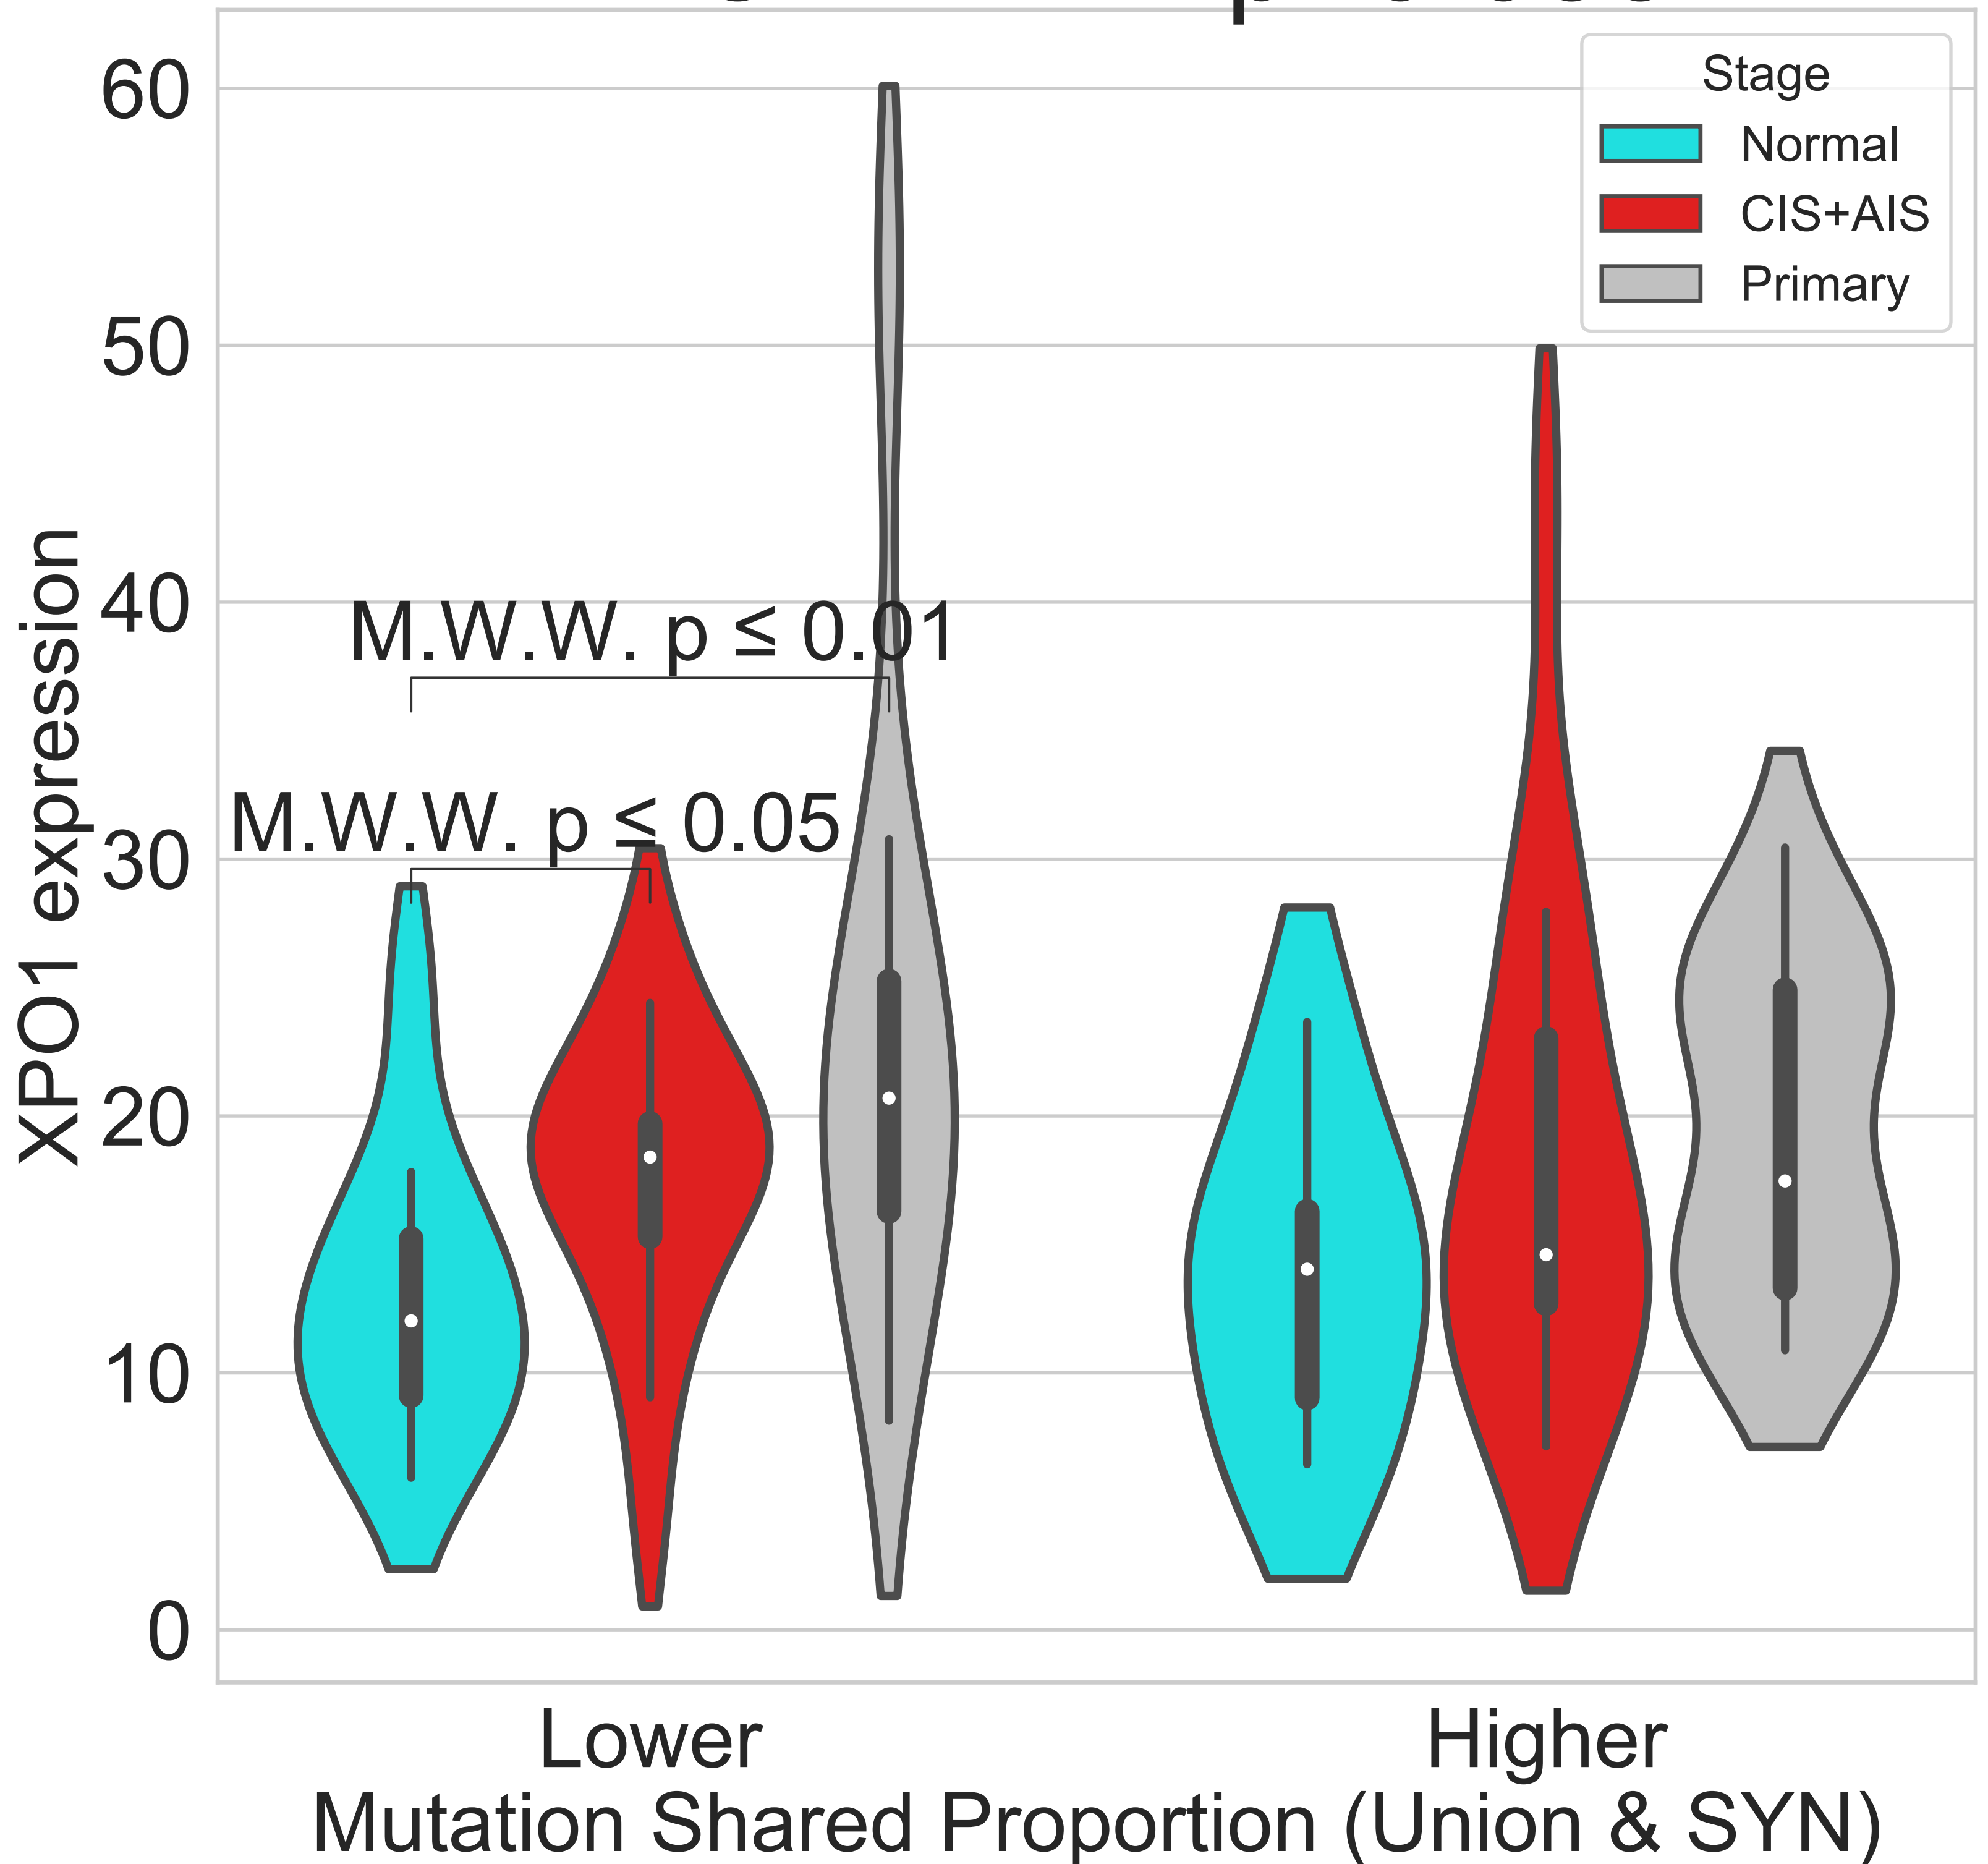 Stage
Normal
CIS+AIS
Primary
60
50
40
30
20
10
0
XPO1 expression
M.W.W. p ≤ 0.01
M.W.W. p ≤ 0.05
Lower
Higher
Mutation Shared Proportion (Union & SYN)